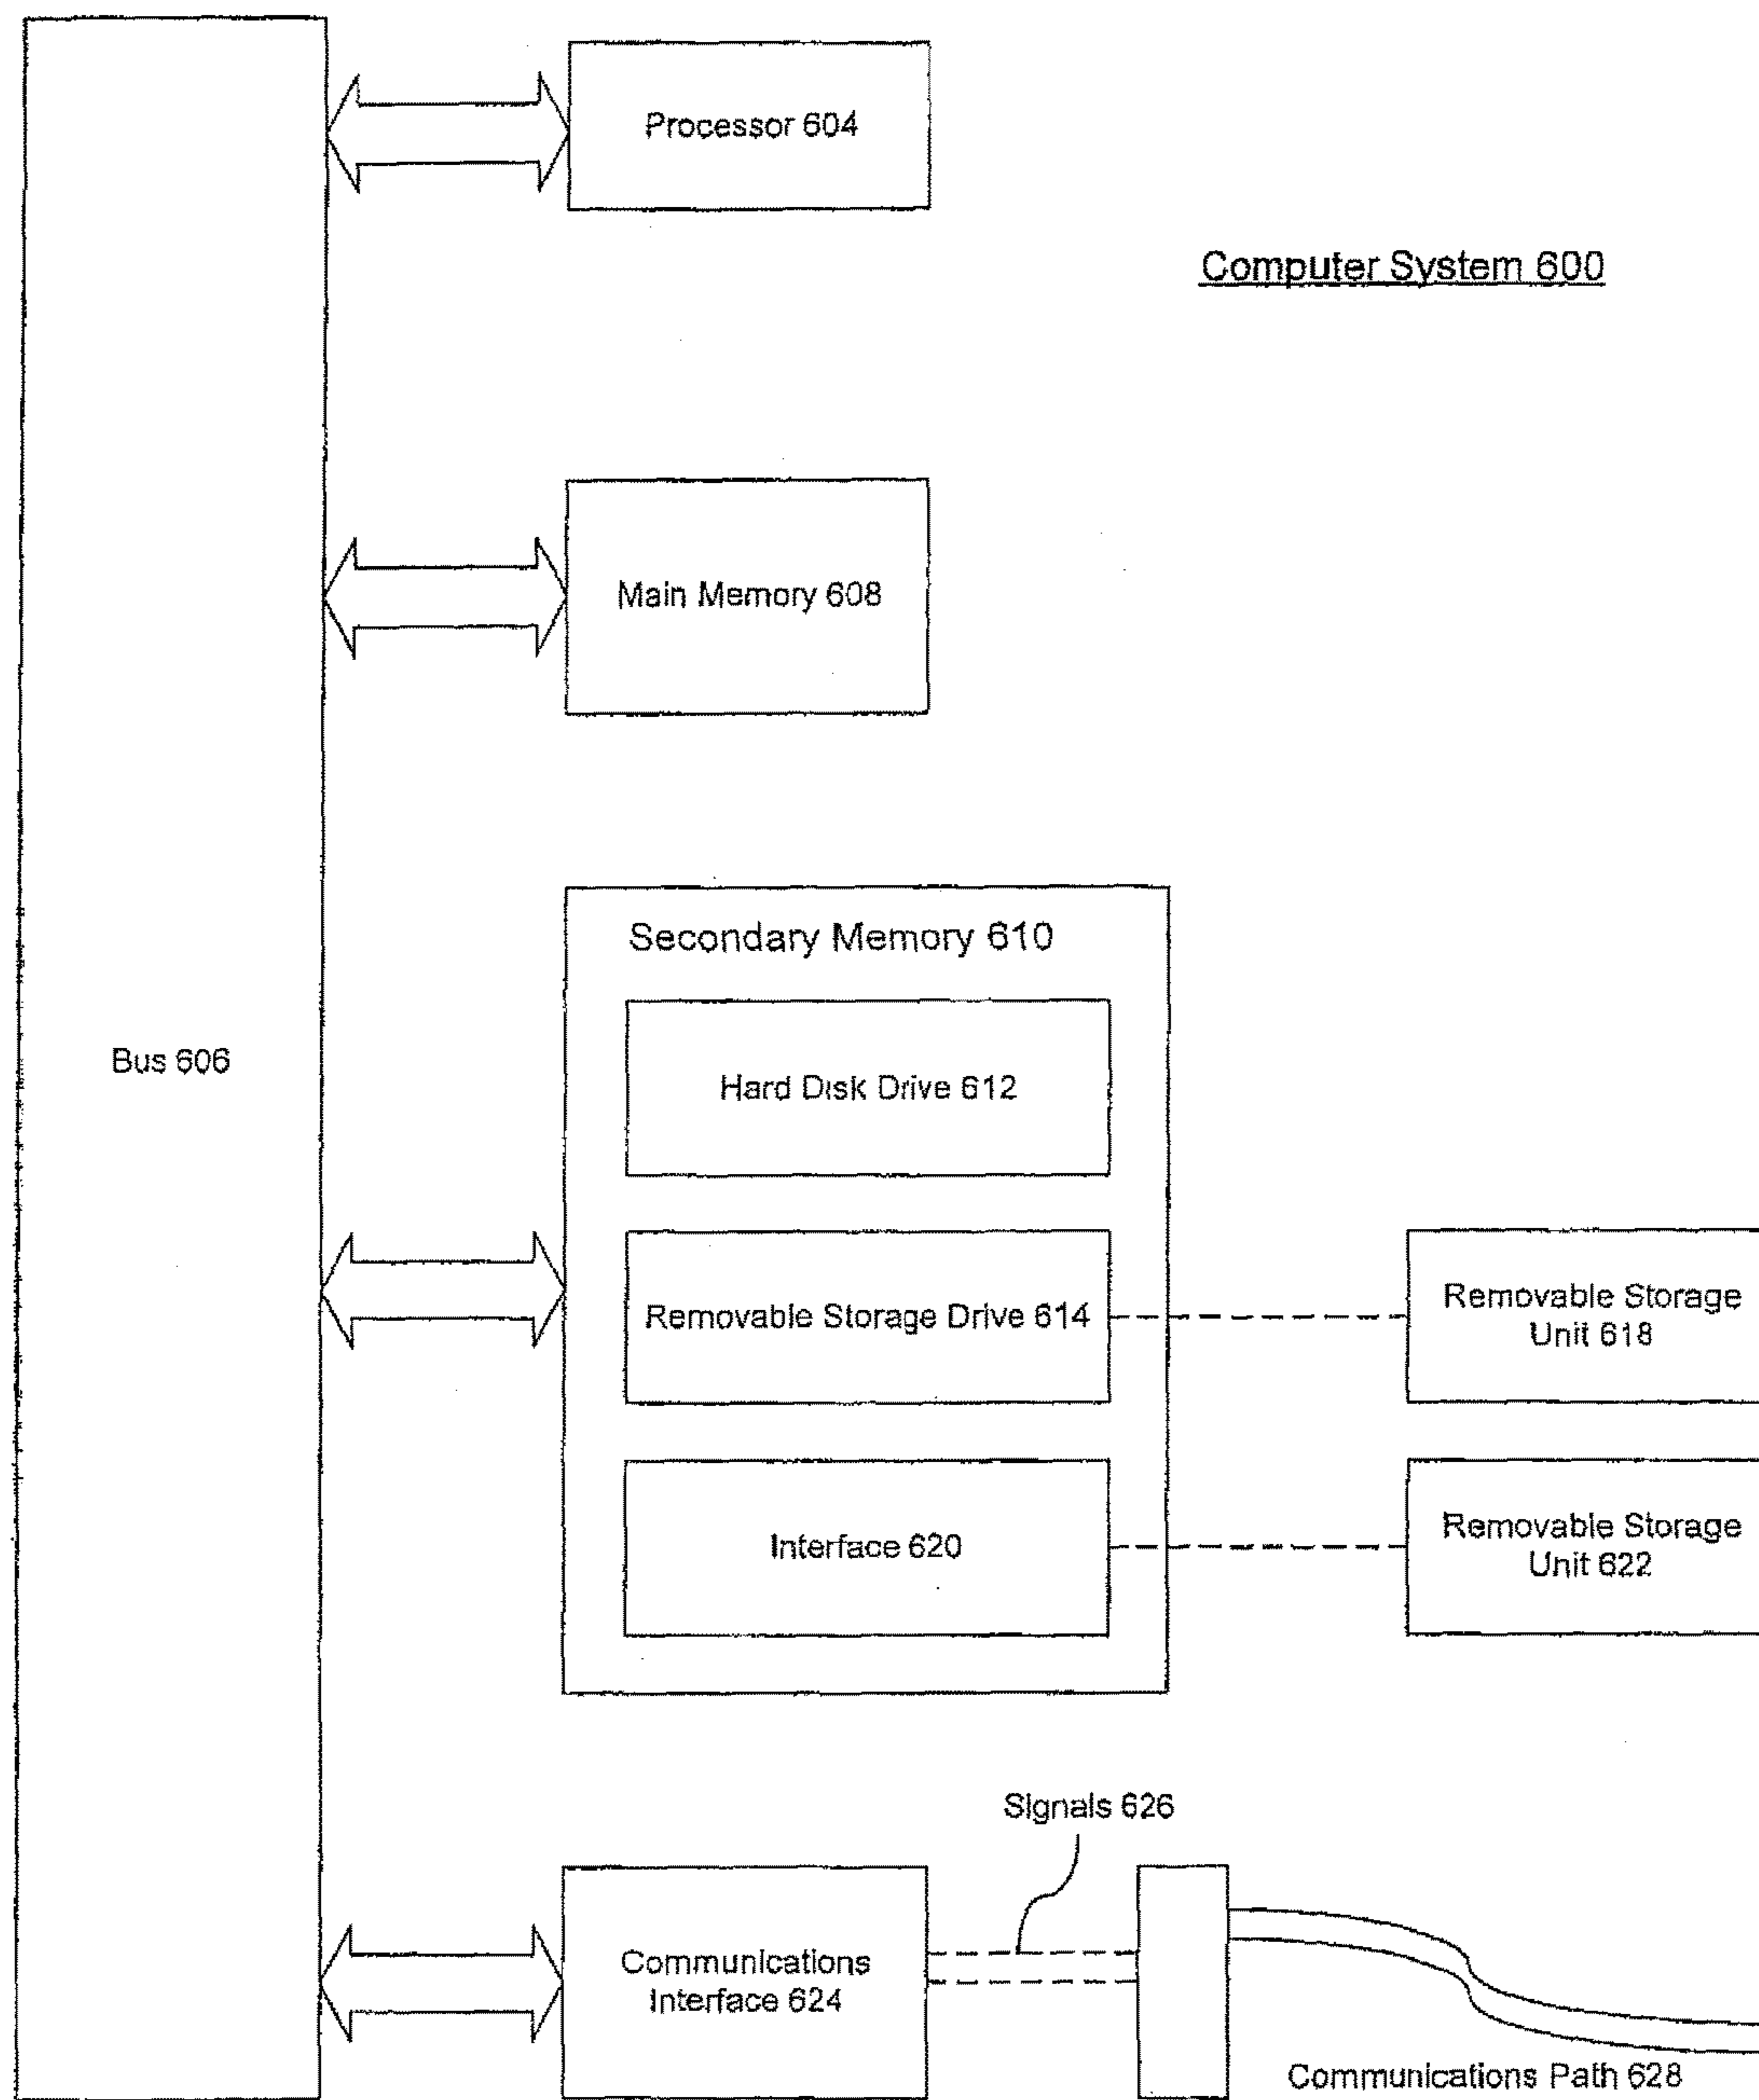 Processor 604
Computer System 600
Main Memory 608
Secondary Memory 610
Bus 606
Hard Disk Drive 612
Removable Storage Drive 614
Removable Storage
Unit 618
Interface 620
Removable Storage
Unit 622
Signals 626
Communications
Interface 624
Communications Path 628